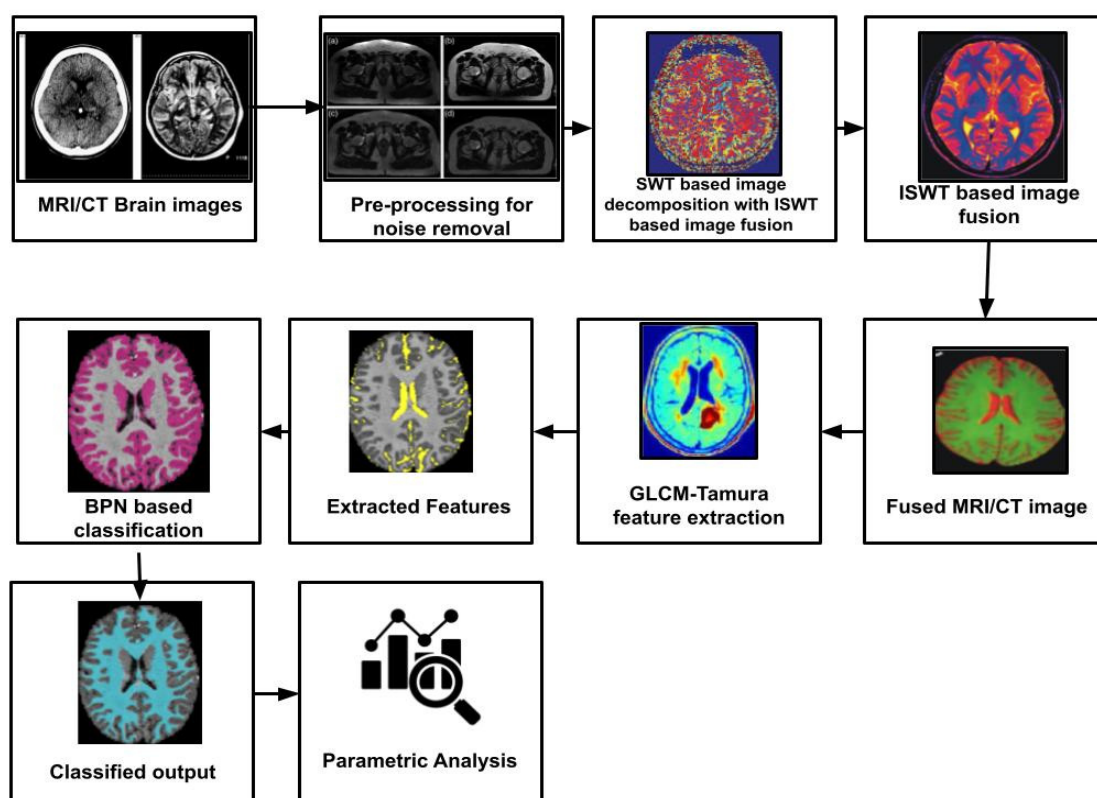 MRI/CT Brain images
(a)
(b)
(c)
(d)
Pre-processing for
noise removal
SWT based image
decomposition with ISWT
based image fusion
ISWT based image
fusion
BPN based
classification
Extracted Features
GLCM-Tamura
feature extraction
Fused MRI/CT image
Classified output
Parametric Analysis